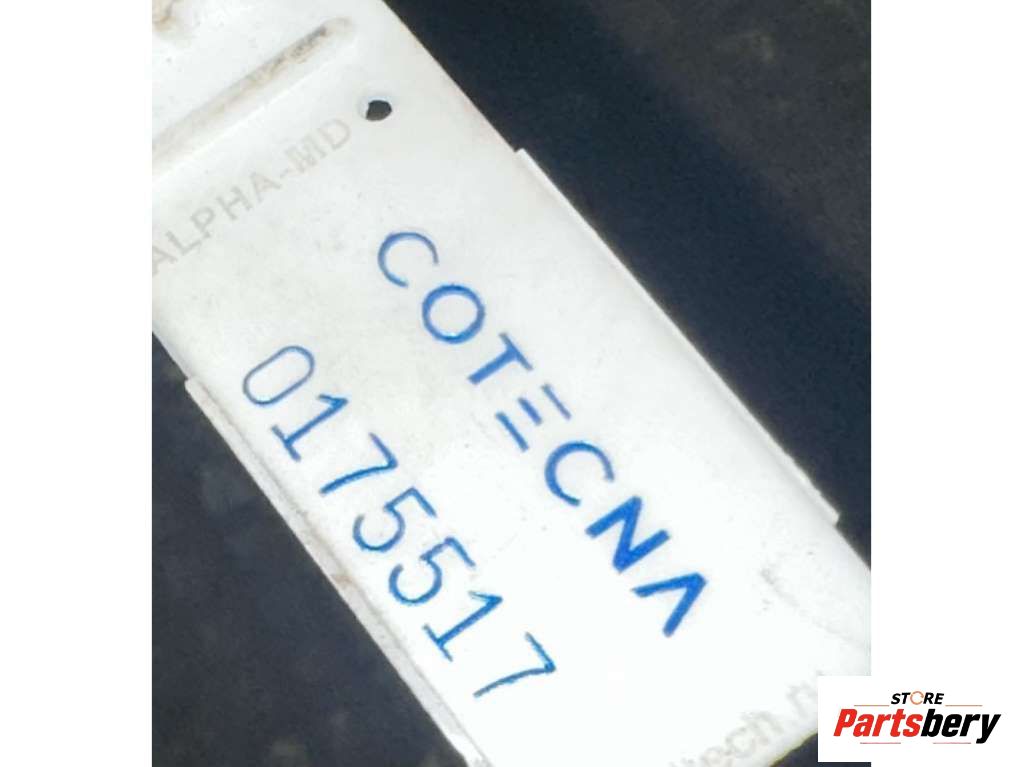 ALPHA-MD
COTECNA
0175517
STORE
Partsbery